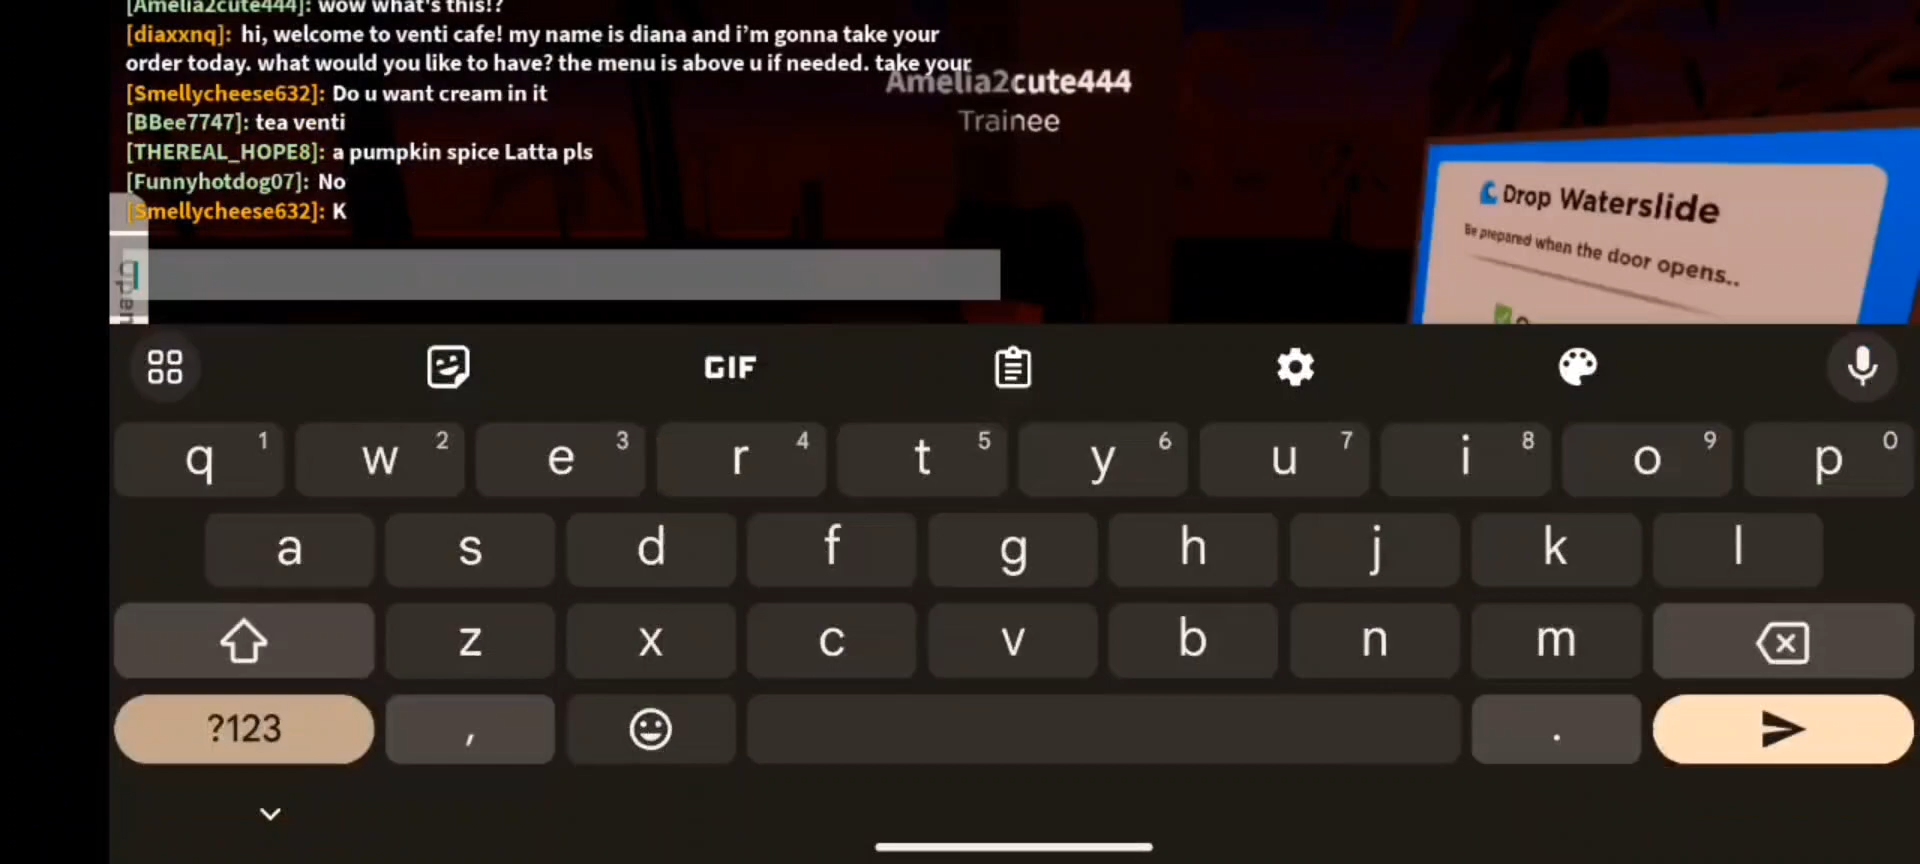 [Amelia2cute444]: wow what's this!?
[diaxxnq]: hi, welcome to venti cafe! my name is diana and i'm gonna take your
order today. what would you like to have? the menu is above u if needed. take your
[Smellycheese632]: Do u want cream in it
[BBee7747]: tea venti
[THEREAL_HOPE8]: a pumpkin spice Latta pls
[Funnyhotdog07]: No
[Smellycheese632]: K
Amelia2cute444
Trainee
Drop Waterslide
Be prepared when the door opens..
Open
GIF
q 1 w 2 e 3 r 4 t 5 y 6 u 7 i 8 o 9 p 0
a s d f g h j k l
z x c v b n m
?123 , .